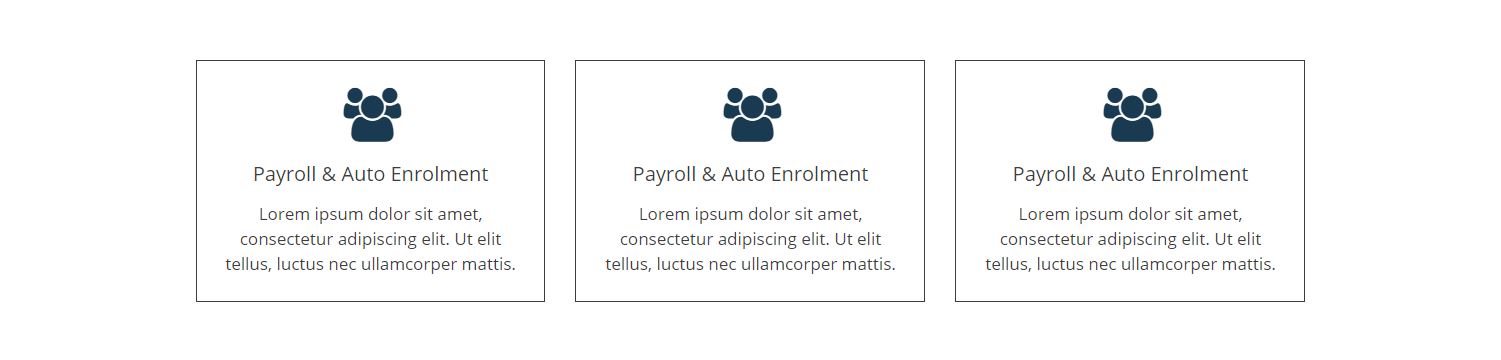 Payroll & Auto Enrolment
Lorem ipsum dolor sit amet,
consectetur adipiscing elit. Ut elit
tellus, luctus nec ullamcorper mattis.
Payroll & Auto Enrolment
Lorem ipsum dolor sit amet,
consectetur adipiscing elit. Ut elit
tellus, luctus nec ullamcorper mattis.
Payroll & Auto Enrolment
Lorem ipsum dolor sit amet,
consectetur adipiscing elit. Ut elit
tellus, luctus nec ullamcorper mattis.